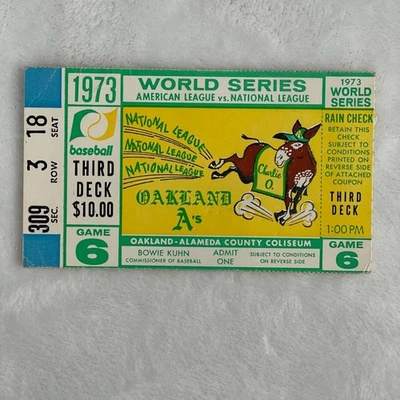 309 3 18
SEC. ROW SEAT
1973
baseball
THIRD
DECK
$10.00
GAME
6
WORLD SERIES
AMERICAN LEAGUE vs. NATIONAL LEAGUE
NATIONAL LEAGUE
NATIONAL LEAGUE
NATIONAL LEAGUE
Charlie
O.
OAKLAND
A's
OAKLAND-ALAMEDA COUNTY COLISEUM
BOWIE KUHN
COMMISSIONER OF BASEBALL
ADMIT
ONE
SUBJECT TO CONDITIONS
ON REVERSE SIDE
1973
WORLD
SERIES
RAIN CHECK
RETAIN THIS
CHECK
SUBJECT TO
CONDITIONS
PRINTED ON
REVERSE SIDE
OF ATTACHED
COUPON
THIRD
DECK
1:00 PM
GAME
6